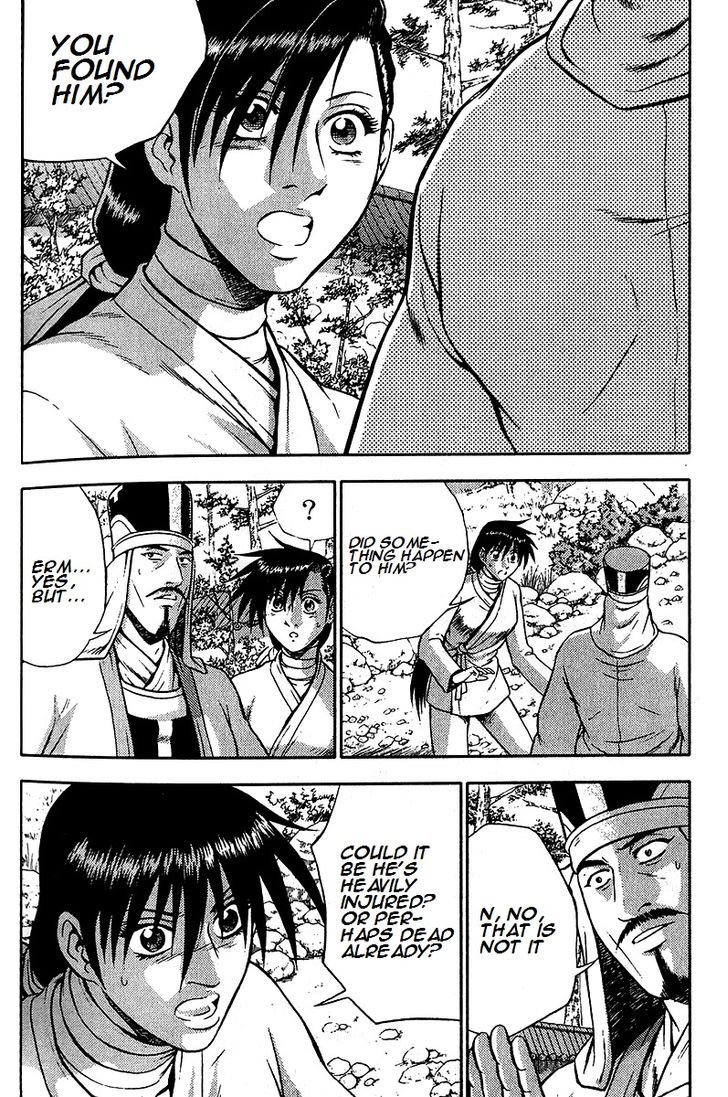 YOU
FOUND
HIM?
ERM...
YES,
BUT...
?
DID SOME-
THING HAPPEN
TO HIM?
COULD IT
BE HE'S
HEAVILY
INJURED?
OR PER-
HAPS DEAD
ALREADY?
N, NO,
THAT IS
NOT IT